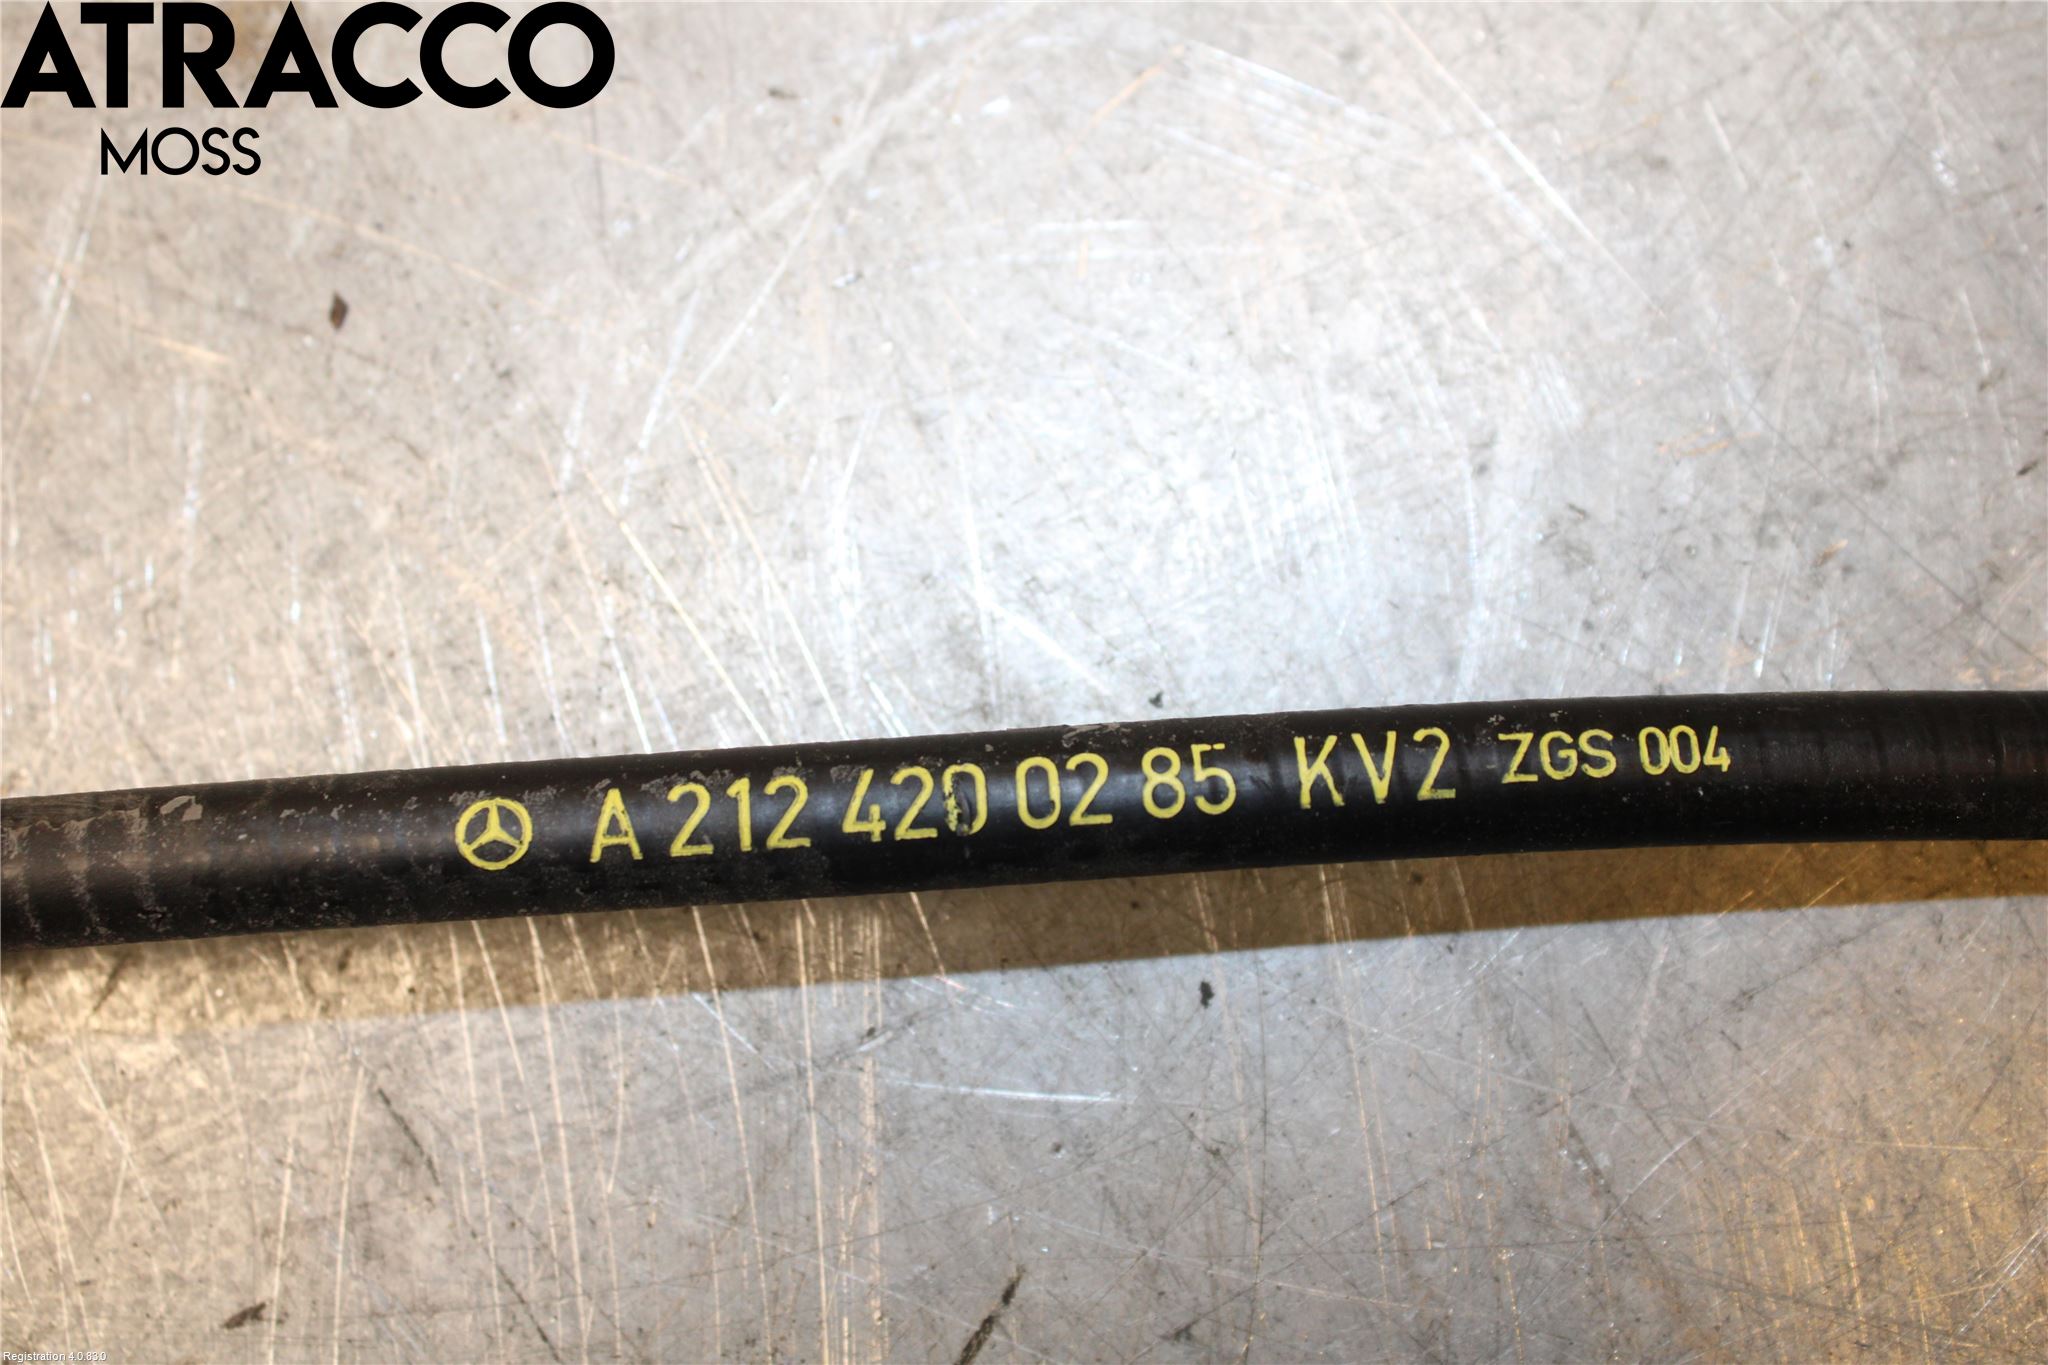 ATRACCO
MOSS
A 212 420 02 85 KV2 ZGS 004
Registration 4.0.83.0